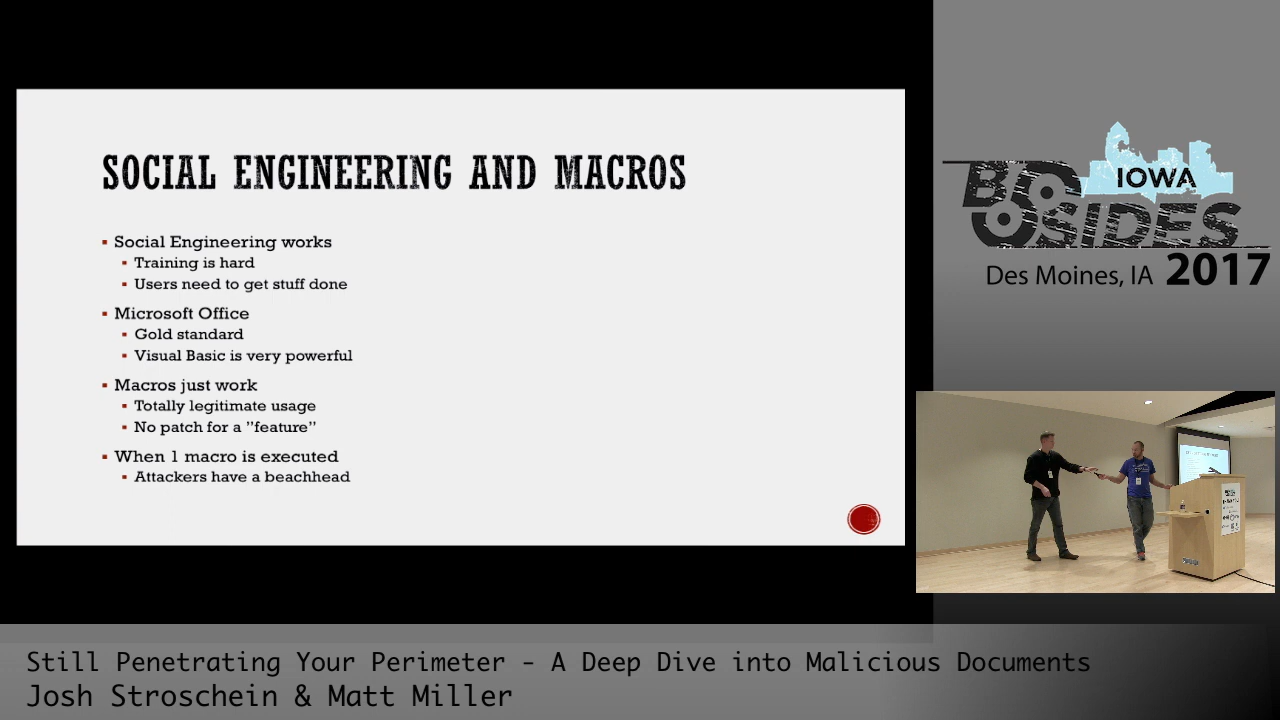 SOCIAL ENGINEERING AND MACROS
Social Engineering works
Training is hard
Users need to get stuff done
Microsoft Office
Gold standard
Visual Basic is very powerful
Macros just work
Totally legitimate usage
No patch for a ”feature”
When 1 macro is executed
Attackers have a beachhead
IOWA
BSIDES
Des Moines, IA 2017
Still Penetrating Your Perimeter - A Deep Dive into Malicious Documents
Josh Stroschein & Matt Miller